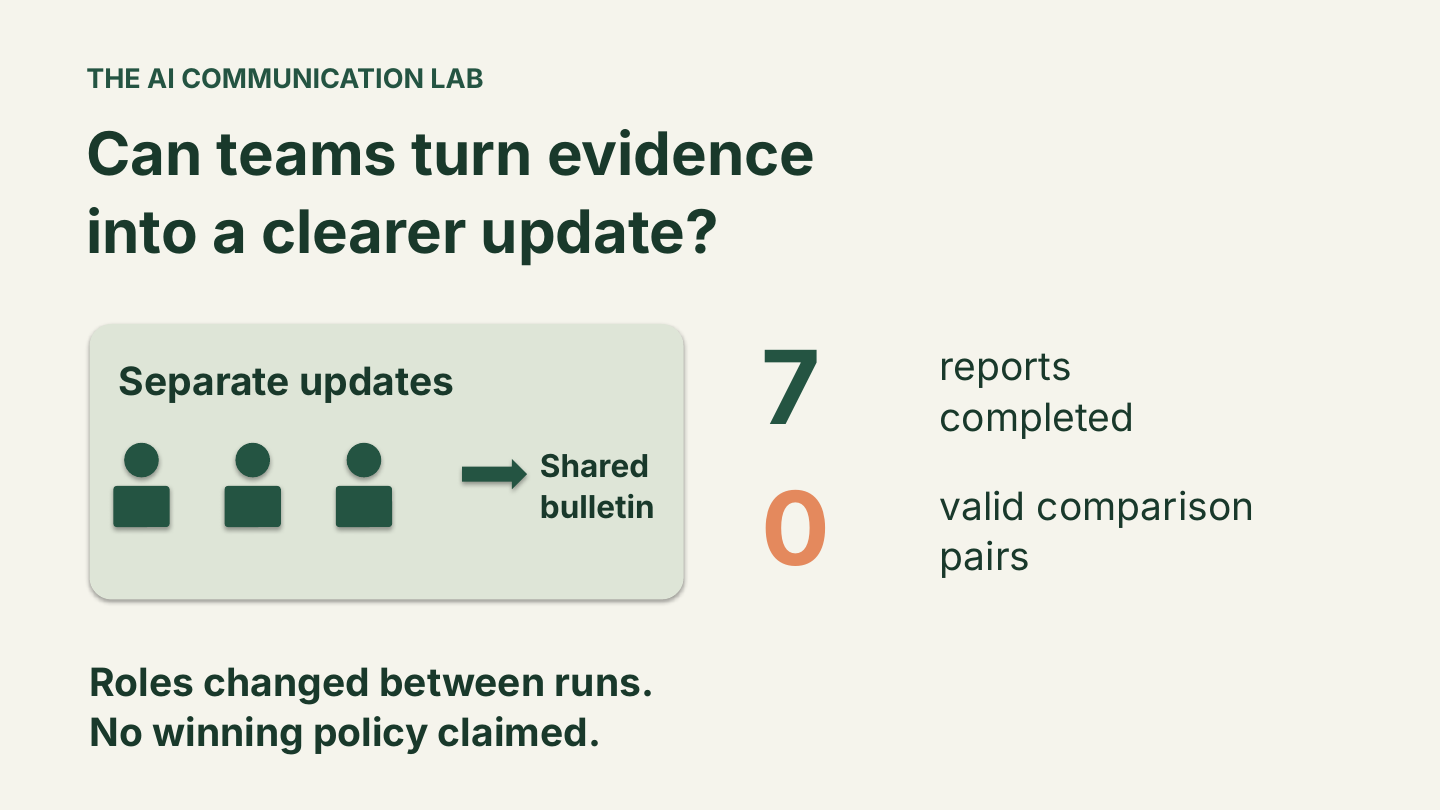 THE AI COMMUNICATION LAB
Can teams turn evidence
into a clearer update?
Separate updates
Shared
bulletin
7
reports
completed
0
valid comparison
pairs
Roles changed between runs.
No winning policy claimed.